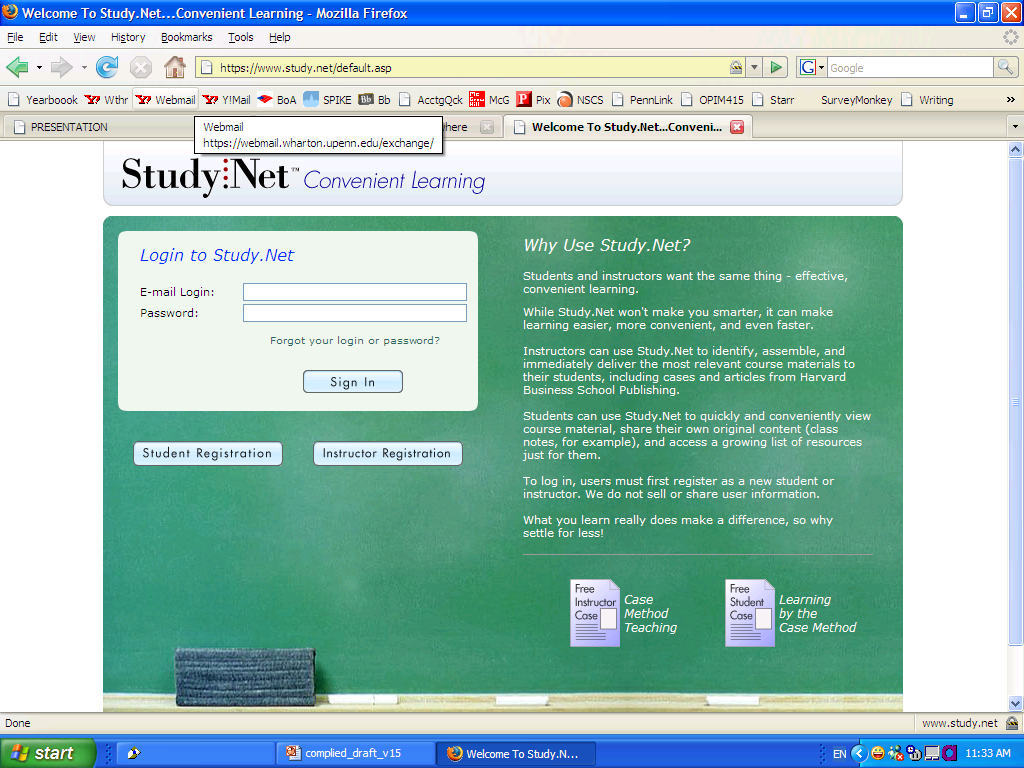 Welcome To Study.Net...Convenient Learning - Mozilla Firefox
File Edit View History Bookmarks Tools Help
https://www.study.net/default.asp
G Google
Yearboook Wthr Webmail Y!Mail BoA SPIKE Bb Bb AcctgQck McG Pix NSCS PennLink OPIM415 Starr SurveyMonkey Writing »
PRESENTATION
here
Welcome To Study.Net...Conveni...
Webmail
https://webmail.wharton.upenn.edu/exchange/
Study.Net™ Convenient Learning
Login to Study.Net
E-mail Login:
Password:
Forgot your login or password?
Sign In
Student Registration
Instructor Registration
Why Use Study.Net?
Students and instructors want the same thing - effective,
convenient learning.
While Study.Net won't make you smarter, it can make
learning easier, more convenient, and even faster.
Instructors can use Study.Net to identify, assemble, and
immediately deliver the most relevant course materials to
their students, including cases and articles from Harvard
Business School Publishing.
Students can use Study.Net to quickly and conveniently view
course material, share their own original content (class
notes, for example), and access a growing list of resources
just for them.
To log in, users must first register as a new student or
instructor. We do not sell or share user information.
What you learn really does make a difference, so why
settle for less!
Free
Instructor
Case
Case
Method
Teaching
Free
Student
Case
Learning
by the
Case Method
Done
www.study.net
start
complied_draft_v15
Welcome To Study.N...
EN
11:33 AM